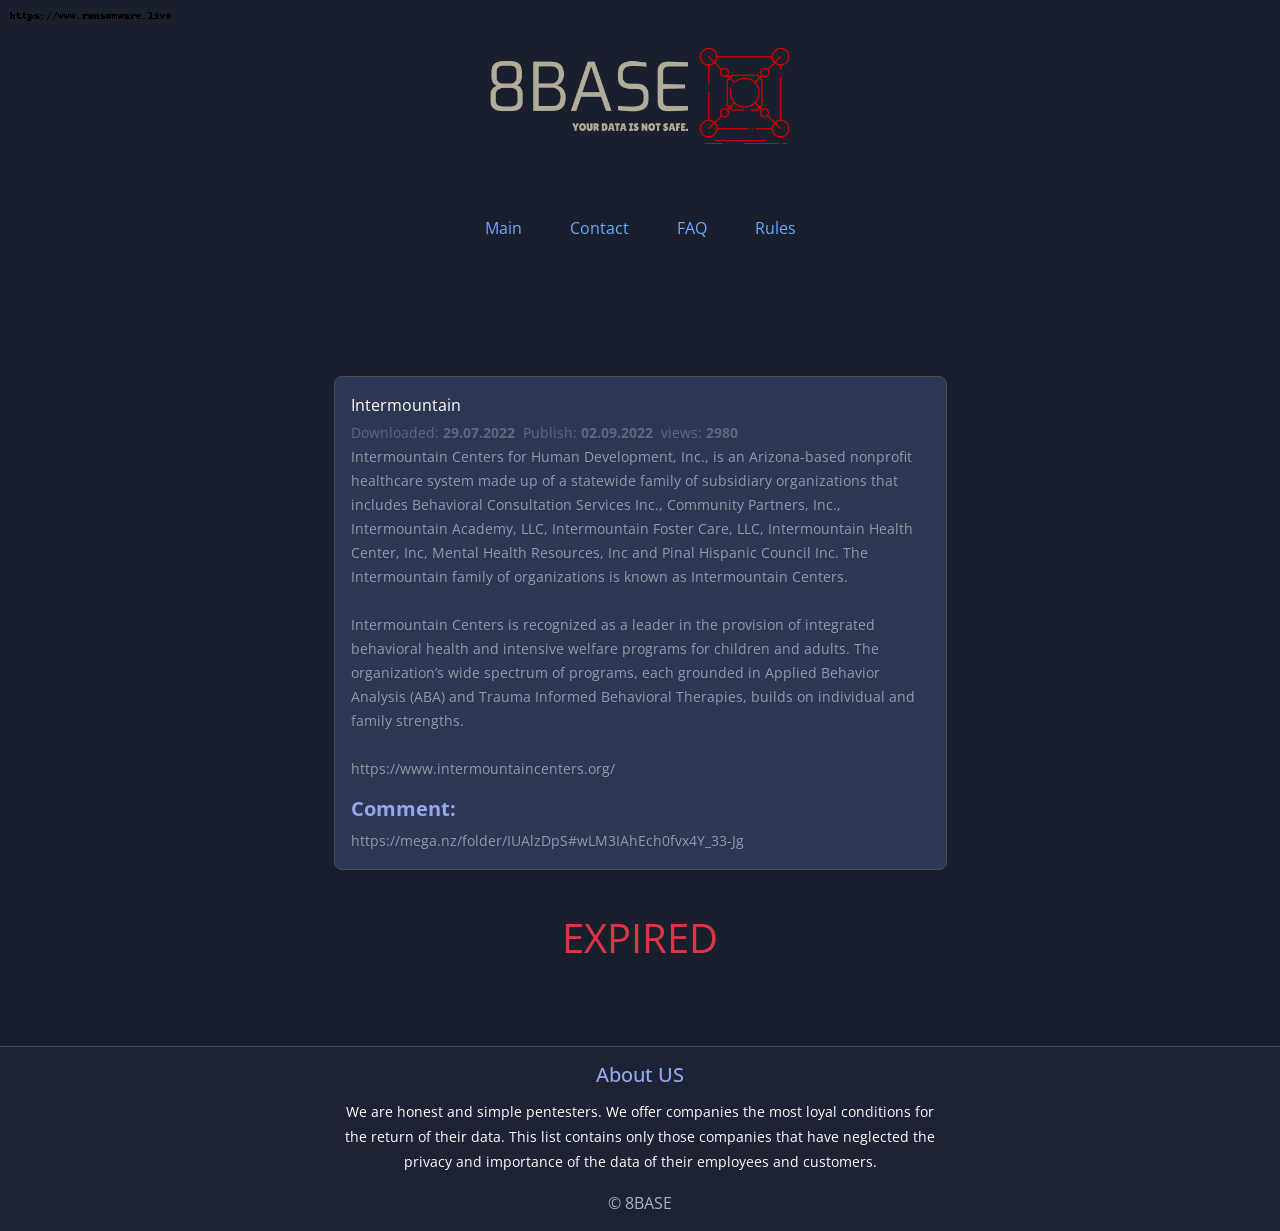 https://www.ransomware.live
8BASE
YOUR DATA IS NOT SAFE.
Main Contact FAQ Rules
Intermountain
Downloaded: 29.07.2022 Publish: 02.09.2022 views: 2980
Intermountain Centers for Human Development, Inc., is an Arizona-based nonprofit
healthcare system made up of a statewide family of subsidiary organizations that
includes Behavioral Consultation Services Inc., Community Partners, Inc.,
Intermountain Academy, LLC, Intermountain Foster Care, LLC, Intermountain Health
Center, Inc, Mental Health Resources, Inc and Pinal Hispanic Council Inc. The
Intermountain family of organizations is known as Intermountain Centers.
Intermountain Centers is recognized as a leader in the provision of integrated
behavioral health and intensive welfare programs for children and adults. The
organization’s wide spectrum of programs, each grounded in Applied Behavior
Analysis (ABA) and Trauma Informed Behavioral Therapies, builds on individual and
family strengths.
https://www.intermountaincenters.org/
Comment:
https://mega.nz/folder/IUAlzDpS#wLM3IAhEch0fvx4Y_33-Jg
EXPIRED
About US
We are honest and simple pentesters. We offer companies the most loyal conditions for
the return of their data. This list contains only those companies that have neglected the
privacy and importance of the data of their employees and customers.
© 8BASE